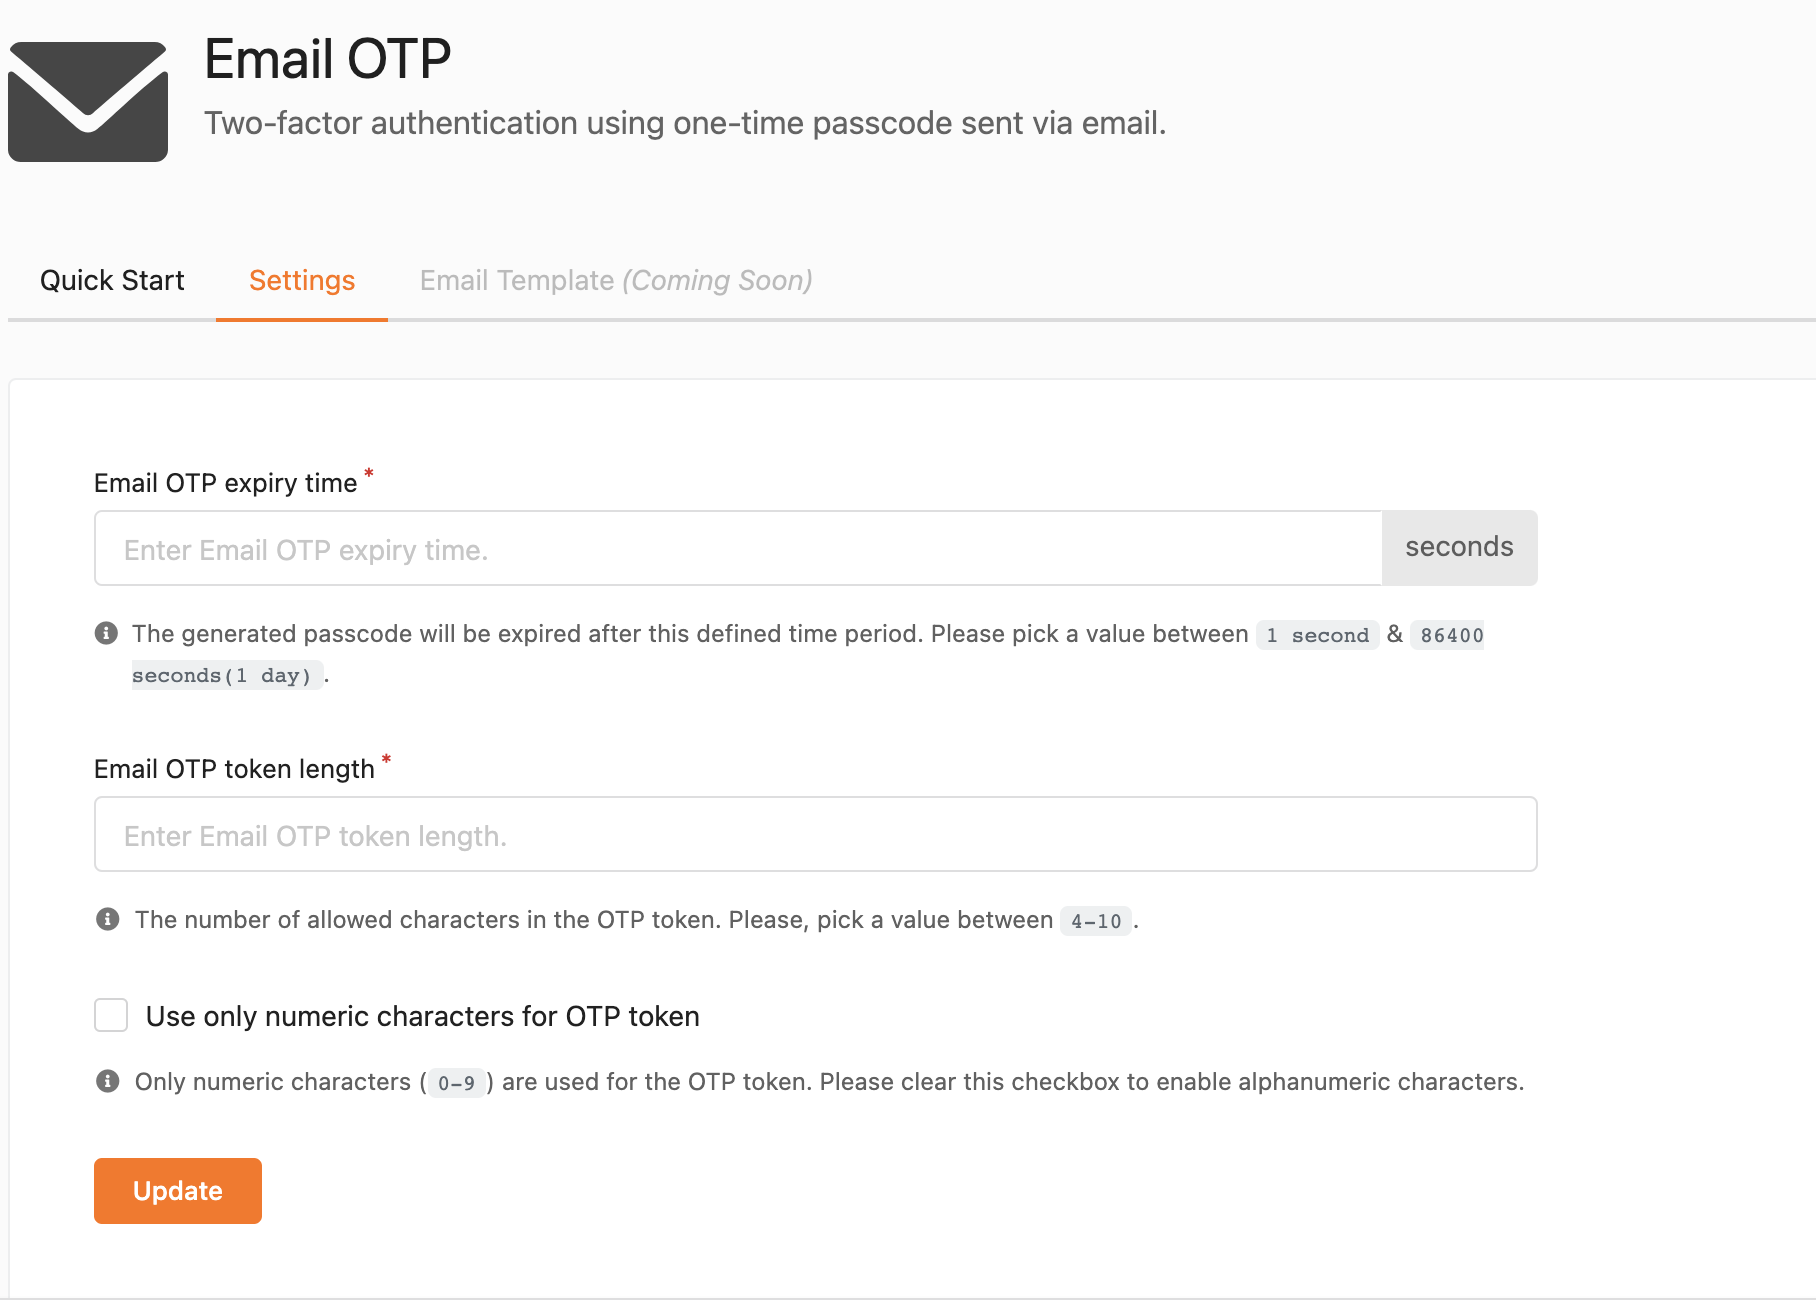 Email OTP
Two-factor authentication using one-time passcode sent via email.
Quick Start
Settings
Email Template (Coming Soon)
Email OTP expiry time *
Enter Email OTP expiry time.
seconds
The generated passcode will be expired after this defined time period. Please pick a value between 1 second & 86400
seconds(1 day).
Email OTP token length *
Enter Email OTP token length.
The number of allowed characters in the OTP token. Please, pick a value between 4-10.
Use only numeric characters for OTP token
Only numeric characters (0-9) are used for the OTP token. Please clear this checkbox to enable alphanumeric characters.
Update